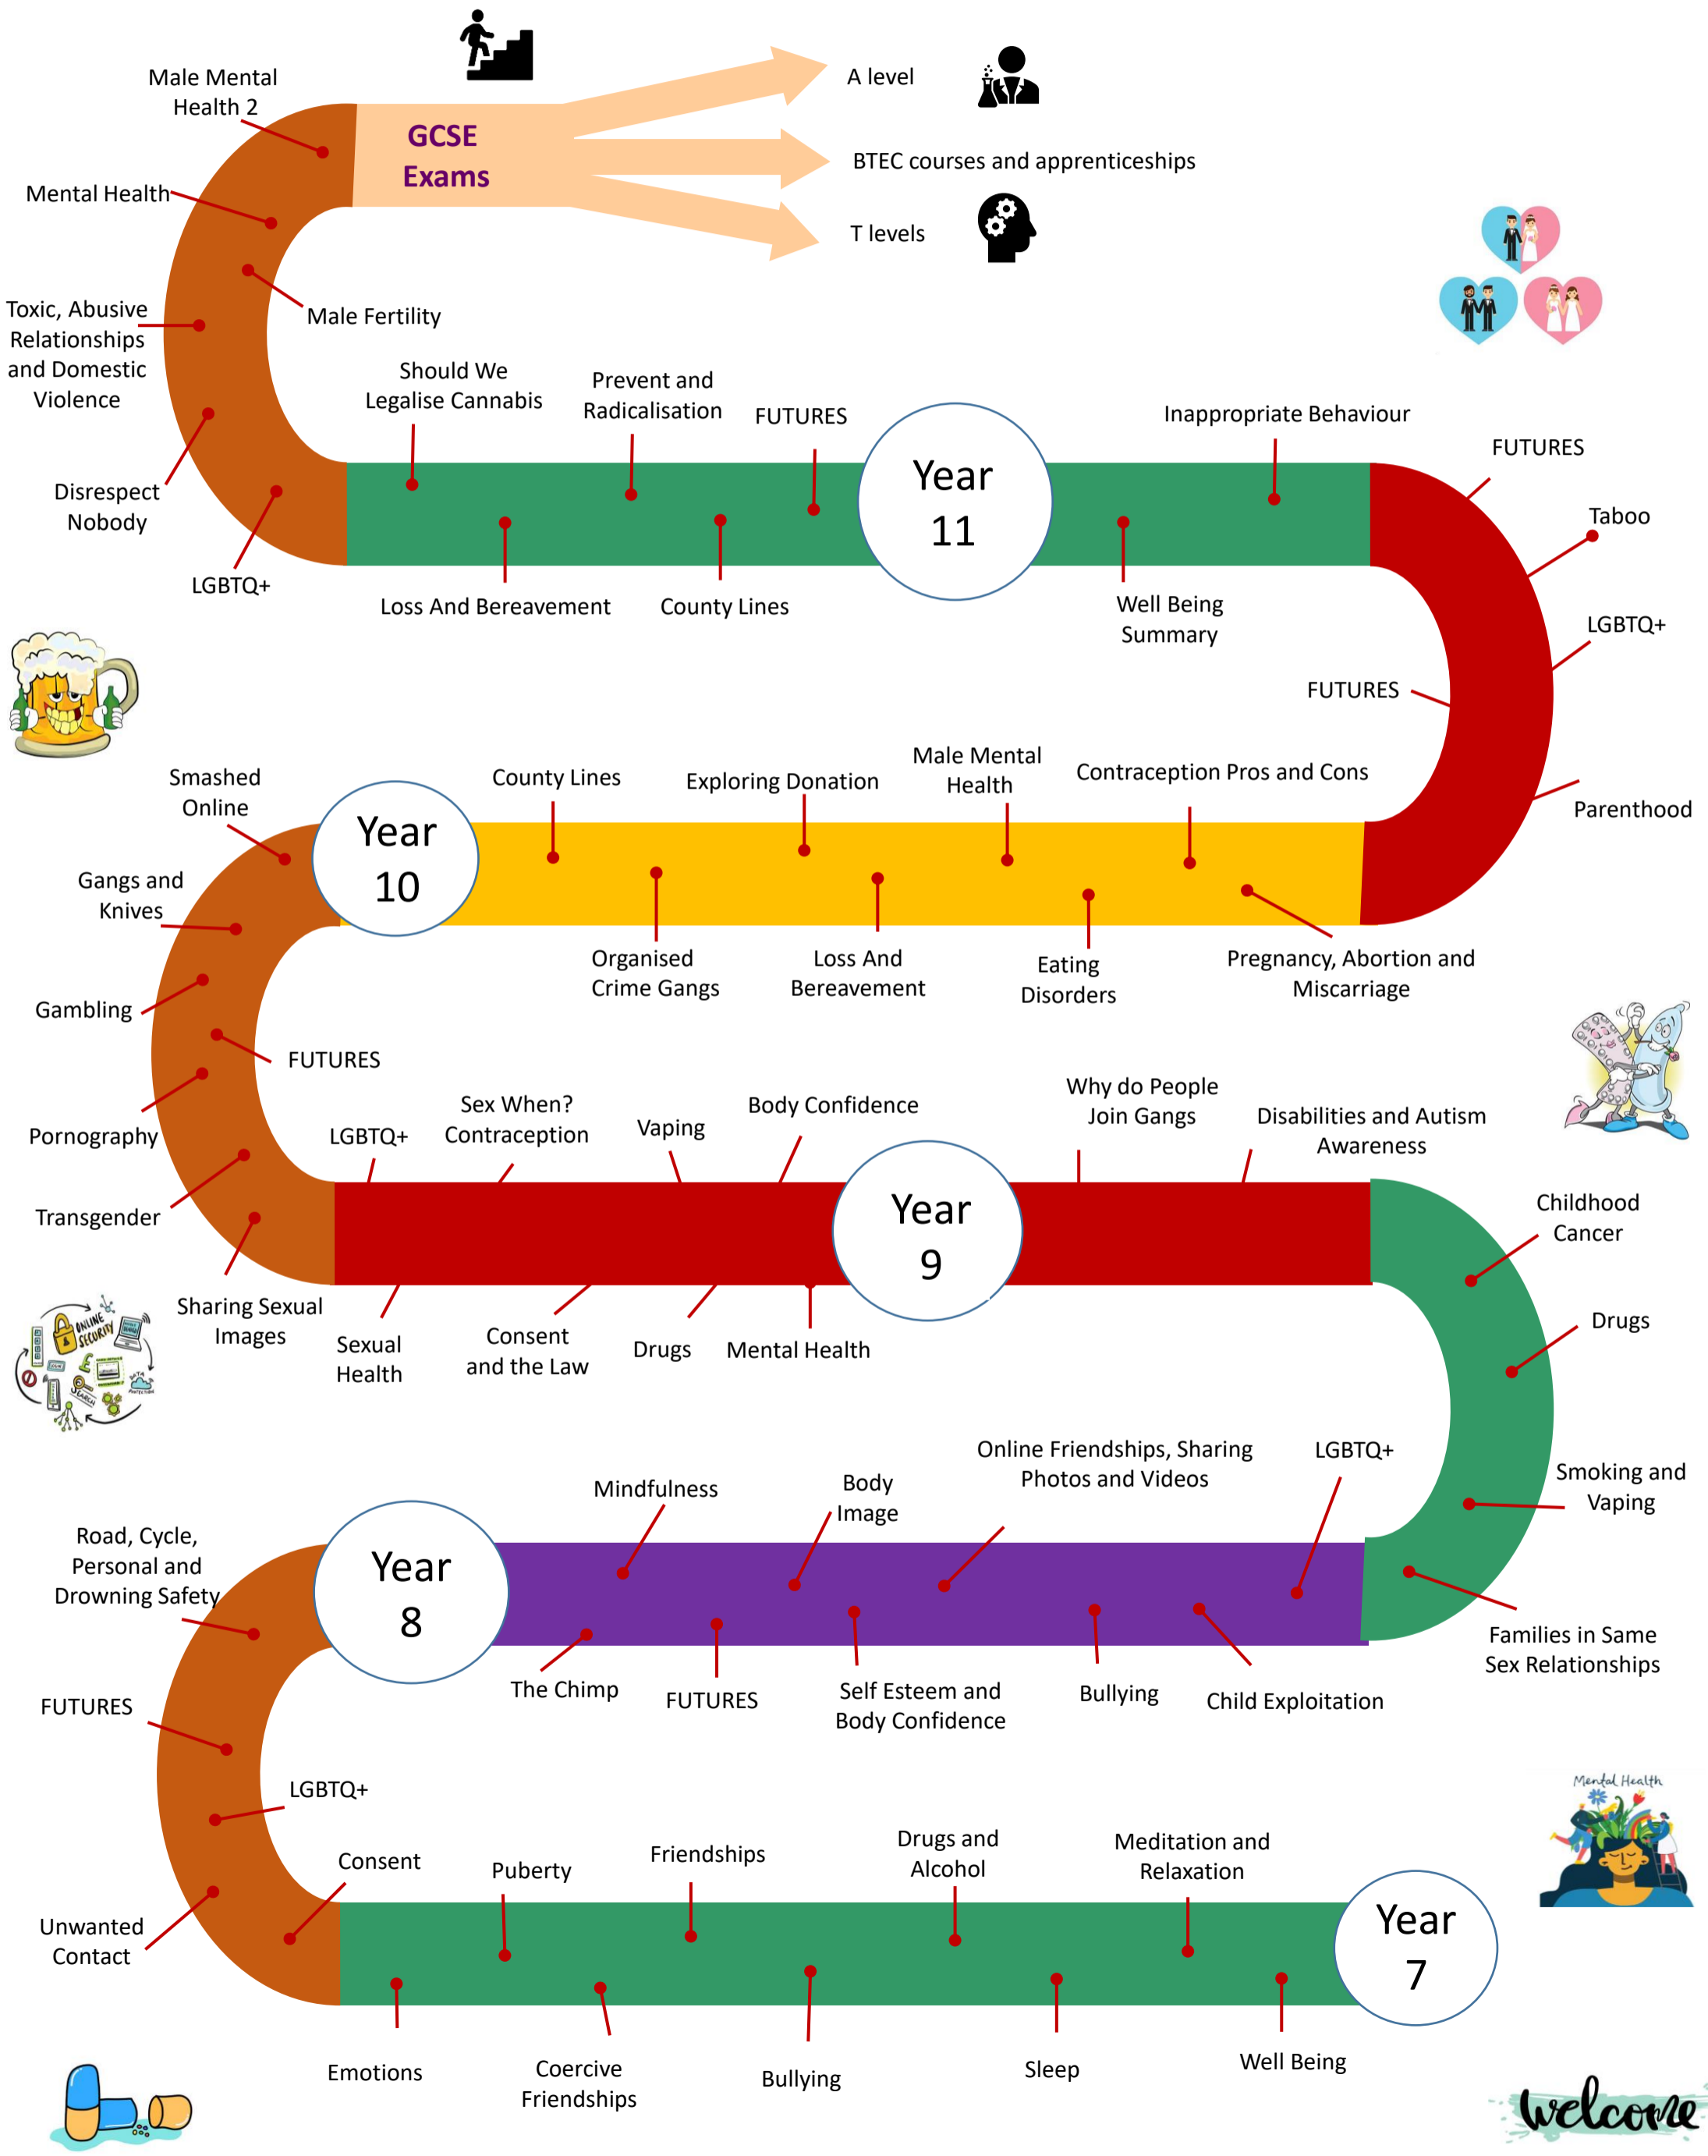 Male Mental
Health 2
GCSE
Exams
A level
BTEC courses and apprenticeships
T levels
Mental Health
Male Fertility
Toxic, Abusive
Relationships
and Domestic
Violence
Disrespect
Nobody
LGBTQ+
Should We
Legalise Cannabis
Loss And Bereavement
Prevent and
Radicalisation
County Lines
FUTURES
Year
11
Well Being
Summary
Inappropriate Behaviour
FUTURES
Taboo
LGBTQ+
FUTURES
Parenthood
Smashed
Online
Year
10
County Lines
Organised
Crime Gangs
Exploring Donation
Loss And
Bereavement
Male Mental
Health
Eating
Disorders
Contraception Pros and Cons
Pregnancy, Abortion and
Miscarriage
Gangs and
Knives
Gambling
FUTURES
Pornography
Transgender
Sharing Sexual
Images
LGBTQ+
Sexual
Health
Sex When?
Contraception
Consent
and the Law
Vaping
Drugs
Body Confidence
Mental Health
Year
9
Why do People
Join Gangs
Disabilities and Autism
Awareness
Childhood
Cancer
Drugs
Smoking and
Vaping
Families in Same
Sex Relationships
ONLINE
SECURITY
SEARCH
DATA
PROTECTION
Road, Cycle,
Personal and
Drowning Safety
Year
8
Mindfulness
The Chimp
FUTURES
Body
Image
Self Esteem and
Body Confidence
Online Friendships, Sharing
Photos and Videos
Bullying
Child Exploitation
LGBTQ+
FUTURES
LGBTQ+
Unwanted
Contact
Consent
Emotions
Puberty
Coercive
Friendships
Friendships
Bullying
Drugs and
Alcohol
Sleep
Meditation and
Relaxation
Well Being
Year
7
Mental Health
welcome